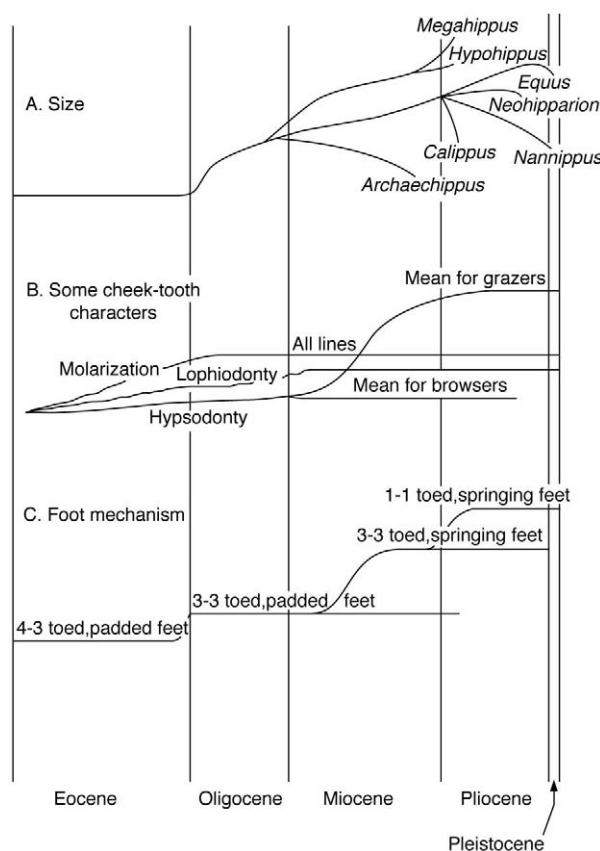 Megahippus
Hypohippus
A. Size
Equus
Neohipparion
Calippus
Nannippus
Archaechippus
B. Some cheek-tooth
characters
Mean for grazers
All lines
Molarization
Lophiodonty
Mean for browsers
Hypsodonty
C. Foot mechanism
1-1 toed,springing feet
3-3 toed,springing feet
3-3 toed,padded feet
4-3 toed,padded feet
Eocene
Oligocene
Miocene
Pliocene
Pleistocene